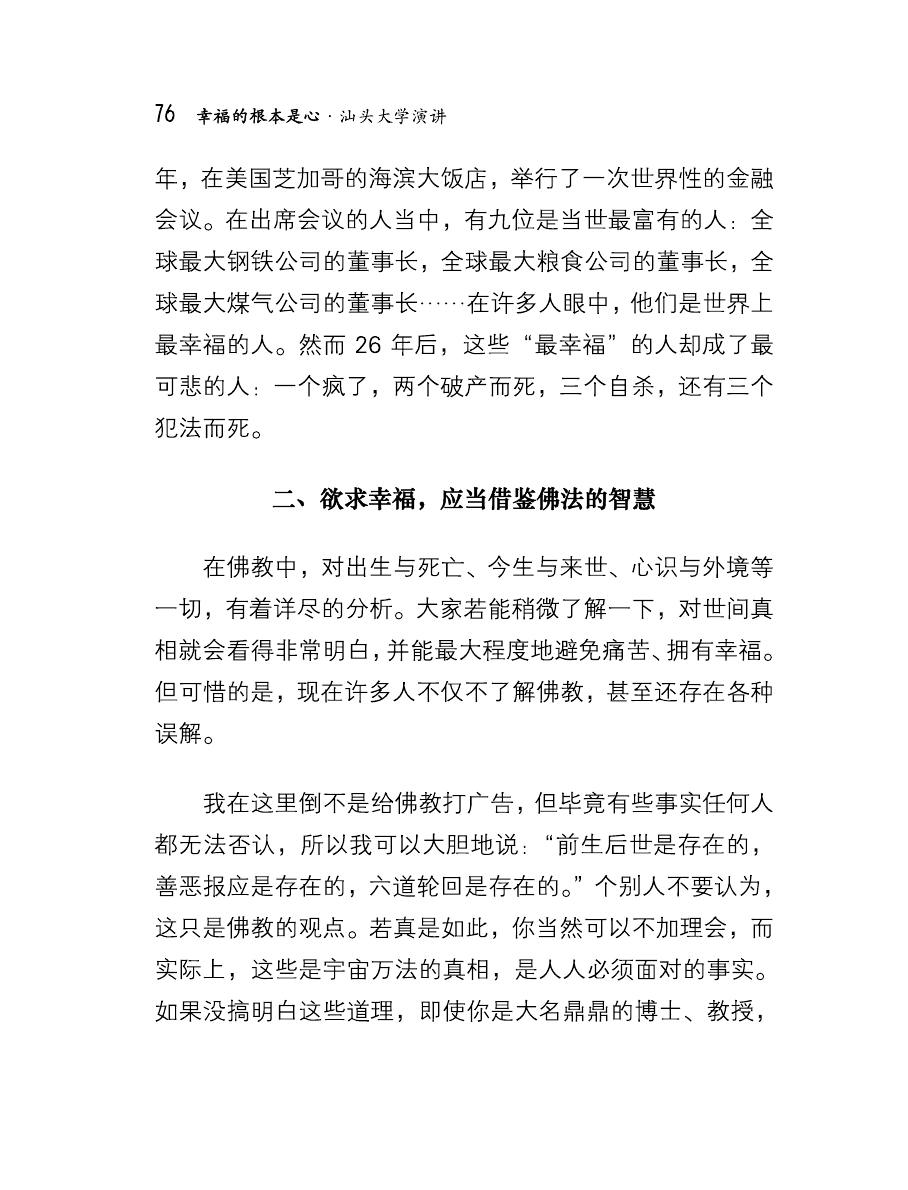 76 幸福的根本是心·汕头大学演讲
年，在美国芝加哥的海滨大饭店，举行了一次世界性的金融
会议。在出席会议的人当中，有九位是当世最富有的人：全
球最大钢铁公司的董事长，全球最大粮食公司的董事长，全
球最大煤气公司的董事长……在许多人眼中，他们是世界上
最幸福的人。然而 26 年后，这些“最幸福”的人却成了最
可悲的人：一个疯了，两个破产而死，三个自杀，还有三个
犯法而死。
二、欲求幸福，应当借鉴佛法的智慧
在佛教中，对出生与死亡、今生与来世、心识与外境等
一切，有着详尽的分析。大家若能稍微了解一下，对世间真
相就会看得非常明白，并能最大程度地避免痛苦、拥有幸福。
但可惜的是，现在许多人不仅不了解佛教，甚至还存在各种
误解。
我在这里倒不是给佛教打广告，但毕竟有些事实任何人
都无法否认，所以我可以大胆地说：“前生后世是存在的，
善恶报应是存在的，六道轮回是存在的。”个别人不要认为，
这只是佛教的观点。若真是如此，你当然可以不加理会，而
实际上，这些是宇宙万法的真相，是人人必须面对的事实。
如果没搞明白这些道理，即使你是大名鼎鼎的博士、教授，